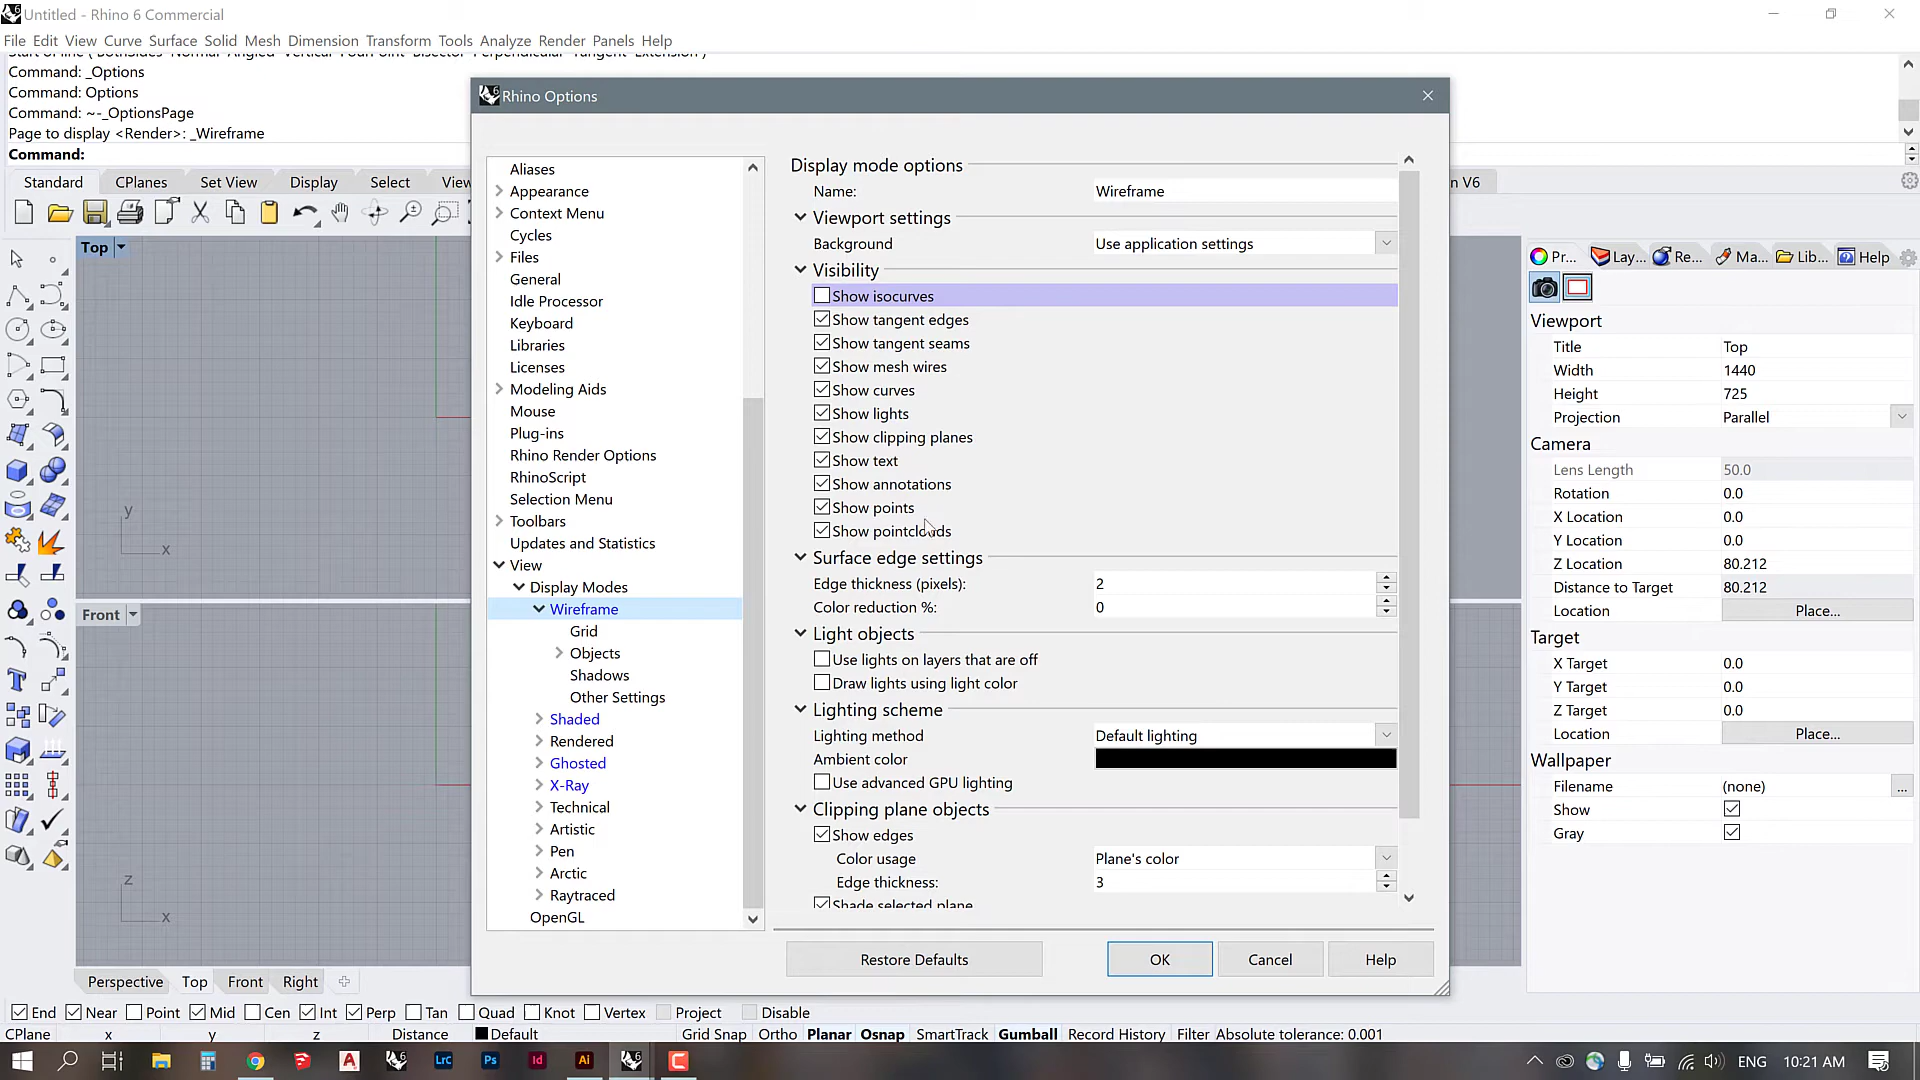 Untitled - Rhino 6 Commercial
File Edit View Curve Surface Solid Mesh Dimension Transform Tools Analyze Render Panels Help
Command: _Options
Command: Options
Command: ~-_OptionsPage
Page to display <Render>: _Wireframe
Command:
Standard CPlanes Set View Display Select
n V6
Rhino Options
Aliases
Appearance
Context Menu
Cycles
Files
General
Idle Processor
Keyboard
Libraries
Licenses
Modeling Aids
Mouse
Plug-ins
Rhino Render Options
RhinoScript
Selection Menu
Toolbars
Updates and Statistics
View
Display Modes
Wireframe
Grid
Objects
Shadows
Other Settings
Shaded
Rendered
Ghosted
X-Ray
Technical
Artistic
Pen
Arctic
Raytraced
OpenGL
Display mode options
Name: Wireframe
Viewport settings
Background Use application settings
Visibility
Show isocurves
Show tangent edges
Show tangent seams
Show mesh wires
Show curves
Show lights
Show clipping planes
Show text
Show annotations
Show points
Show pointclouds
Surface edge settings
Edge thickness (pixels): 2
Color reduction %: 0
Light objects
Use lights on layers that are off
Draw lights using light color
Lighting scheme
Lighting method Default lighting
Ambient color
Use advanced GPU lighting
Clipping plane objects
Show edges
Color usage Plane's color
Edge thickness: 3
Shade selected plane
Restore Defaults OK Cancel Help
Top
y
x
Front
z
x
Pr... Lay... Re... Ma... Lib... Help
Viewport
Title Top
Width 1440
Height 725
Projection Parallel
Camera
Lens Length 50.0
Rotation 0.0
X Location 0.0
Y Location 0.0
Z Location 80.212
Distance to Target 80.212
Location Place...
Target
X Target 0.0
Y Target 0.0
Z Target 0.0
Location Place...
Wallpaper
Filename (none) ...
Show
Gray
Perspective Top Front Right
End Near Point Mid Cen Int Perp Tan Quad Knot Vertex Project Disable
CPlane x y z Distance Default Grid Snap Ortho Planar Osnap SmartTrack Gumball Record History Filter Absolute tolerance: 0.001
Lrc Ps Id Ai ENG 10:21 AM